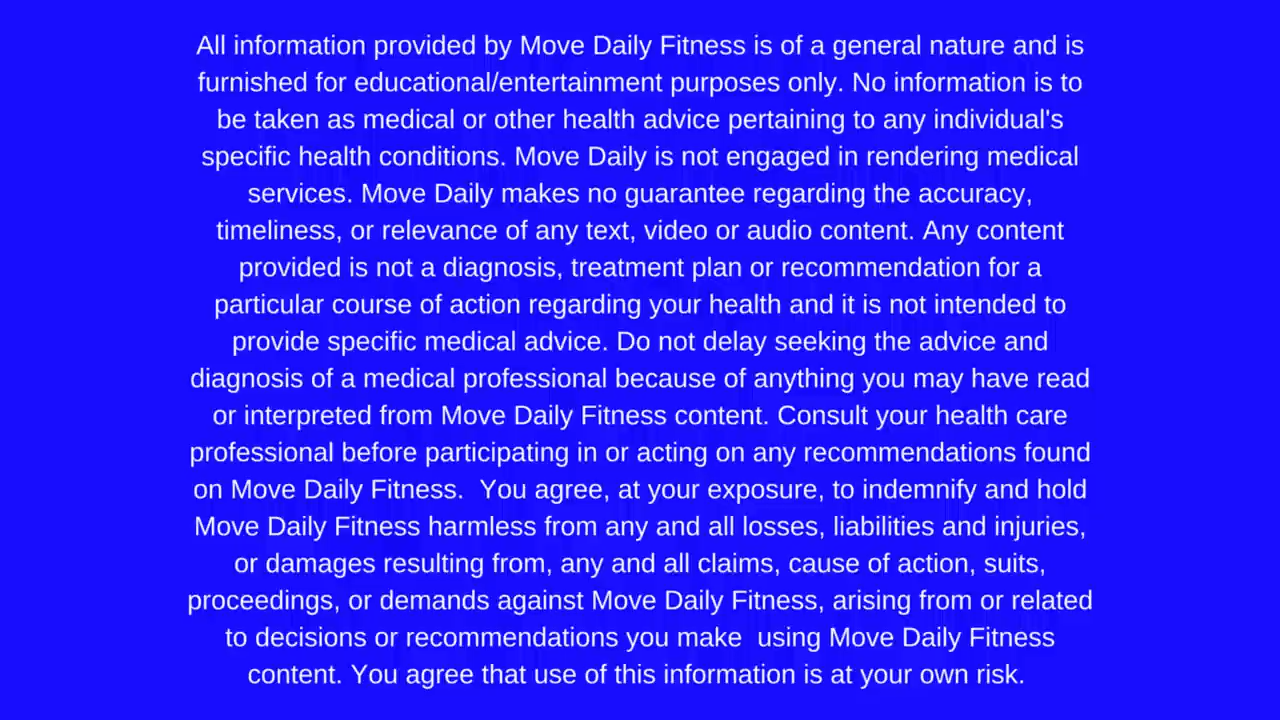 All information provided by Move Daily Fitness is of a general nature and is
furnished for educational/entertainment purposes only. No information is to
be taken as medical or other health advice pertaining to any individual's
specific health conditions. Move Daily is not engaged in rendering medical
services. Move Daily makes no guarantee regarding the accuracy,
timeliness, or relevance of any text, video or audio content. Any content
provided is not a diagnosis, treatment plan or recommendation for a
particular course of action regarding your health and it is not intended to
provide specific medical advice. Do not delay seeking the advice and
diagnosis of a medical professional because of anything you may have read
or interpreted from Move Daily Fitness content. Consult your health care
professional before participating in or acting on any recommendations found
on Move Daily Fitness.  You agree, at your exposure, to indemnify and hold
Move Daily Fitness harmless from any and all losses, liabilities and injuries,
or damages resulting from, any and all claims, cause of action, suits,
proceedings, or demands against Move Daily Fitness, arising from or related
to decisions or recommendations you make  using Move Daily Fitness
content. You agree that use of this information is at your own risk.